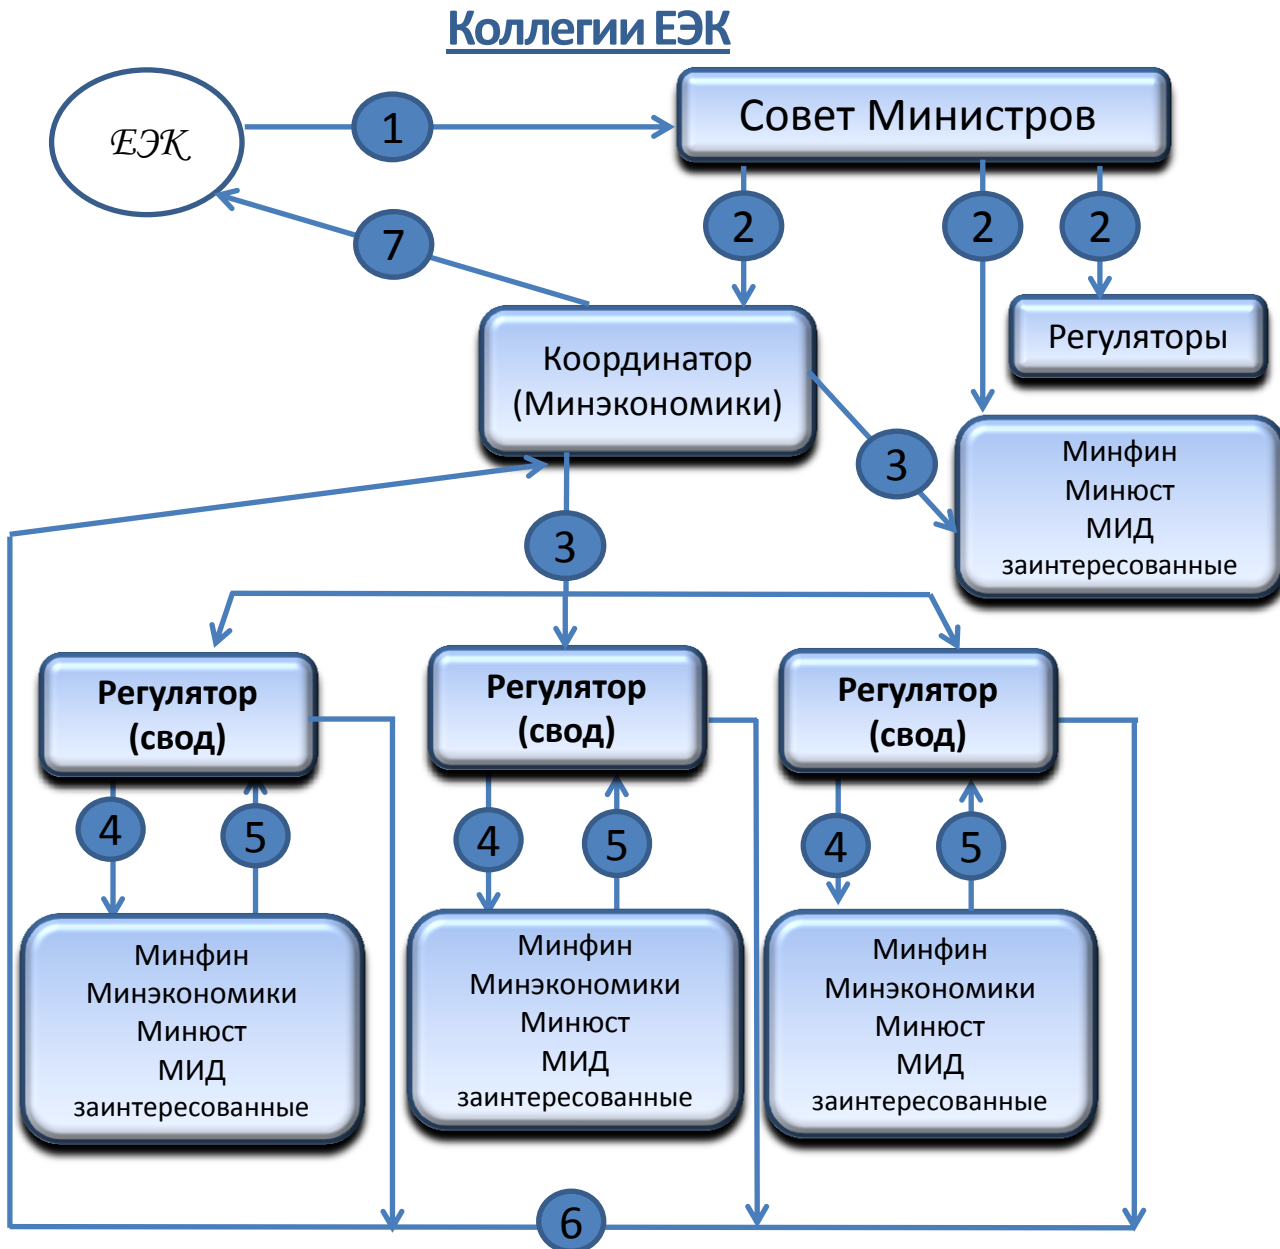 Коллегии ЕЭК
ЕЭК
1
Совет Министров
7
2
2
2
Регуляторы
Координатор
(Минэкономики)
3
Минфин
Минюст
МИД
заинтересованные
3
Регулятор
(свод)
Регулятор
(свод)
Регулятор
(свод)
4
5
4
5
4
5
Минфин
Минэкономики
Минюст
МИД
заинтересованные
Минфин
Минэкономики
Минюст
МИД
заинтересованные
Минфин
Минэкономики
Минюст
МИД
заинтересованные
6